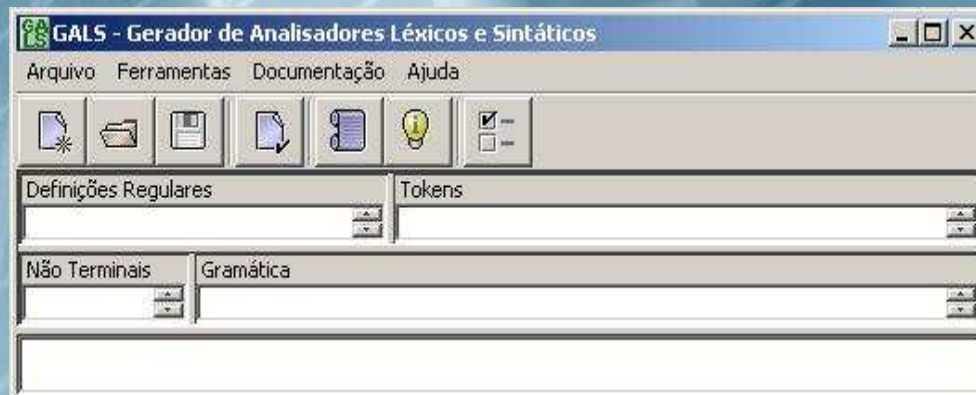 GALS - Gerador de Analisadores Léxicos e Sintáticos
Arquivo Ferramentas Documentação Ajuda
Definições Regulares Tokens
Não Terminais Gramática